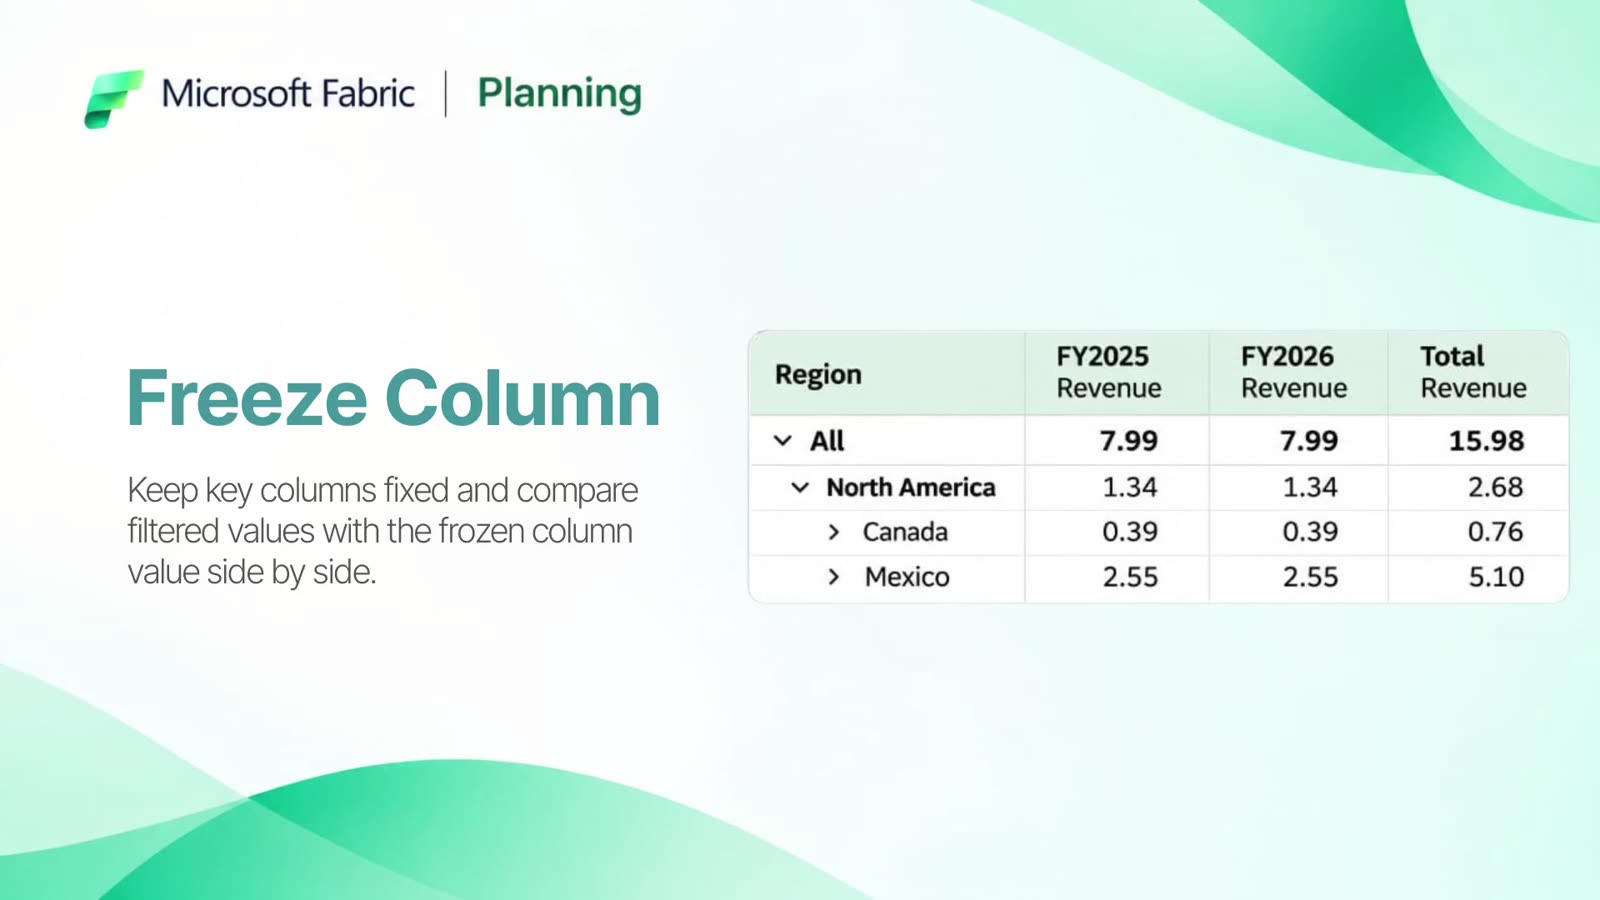 Microsoft Fabric | Planning
Freeze Column
Keep key columns fixed and compare
filtered values with the frozen column
value side by side.
Region FY2025 Revenue FY2026 Revenue Total Revenue
All 7.99 7.99 15.98
North America 1.34 1.34 2.68
Canada 0.39 0.39 0.76
Mexico 2.55 2.55 5.10